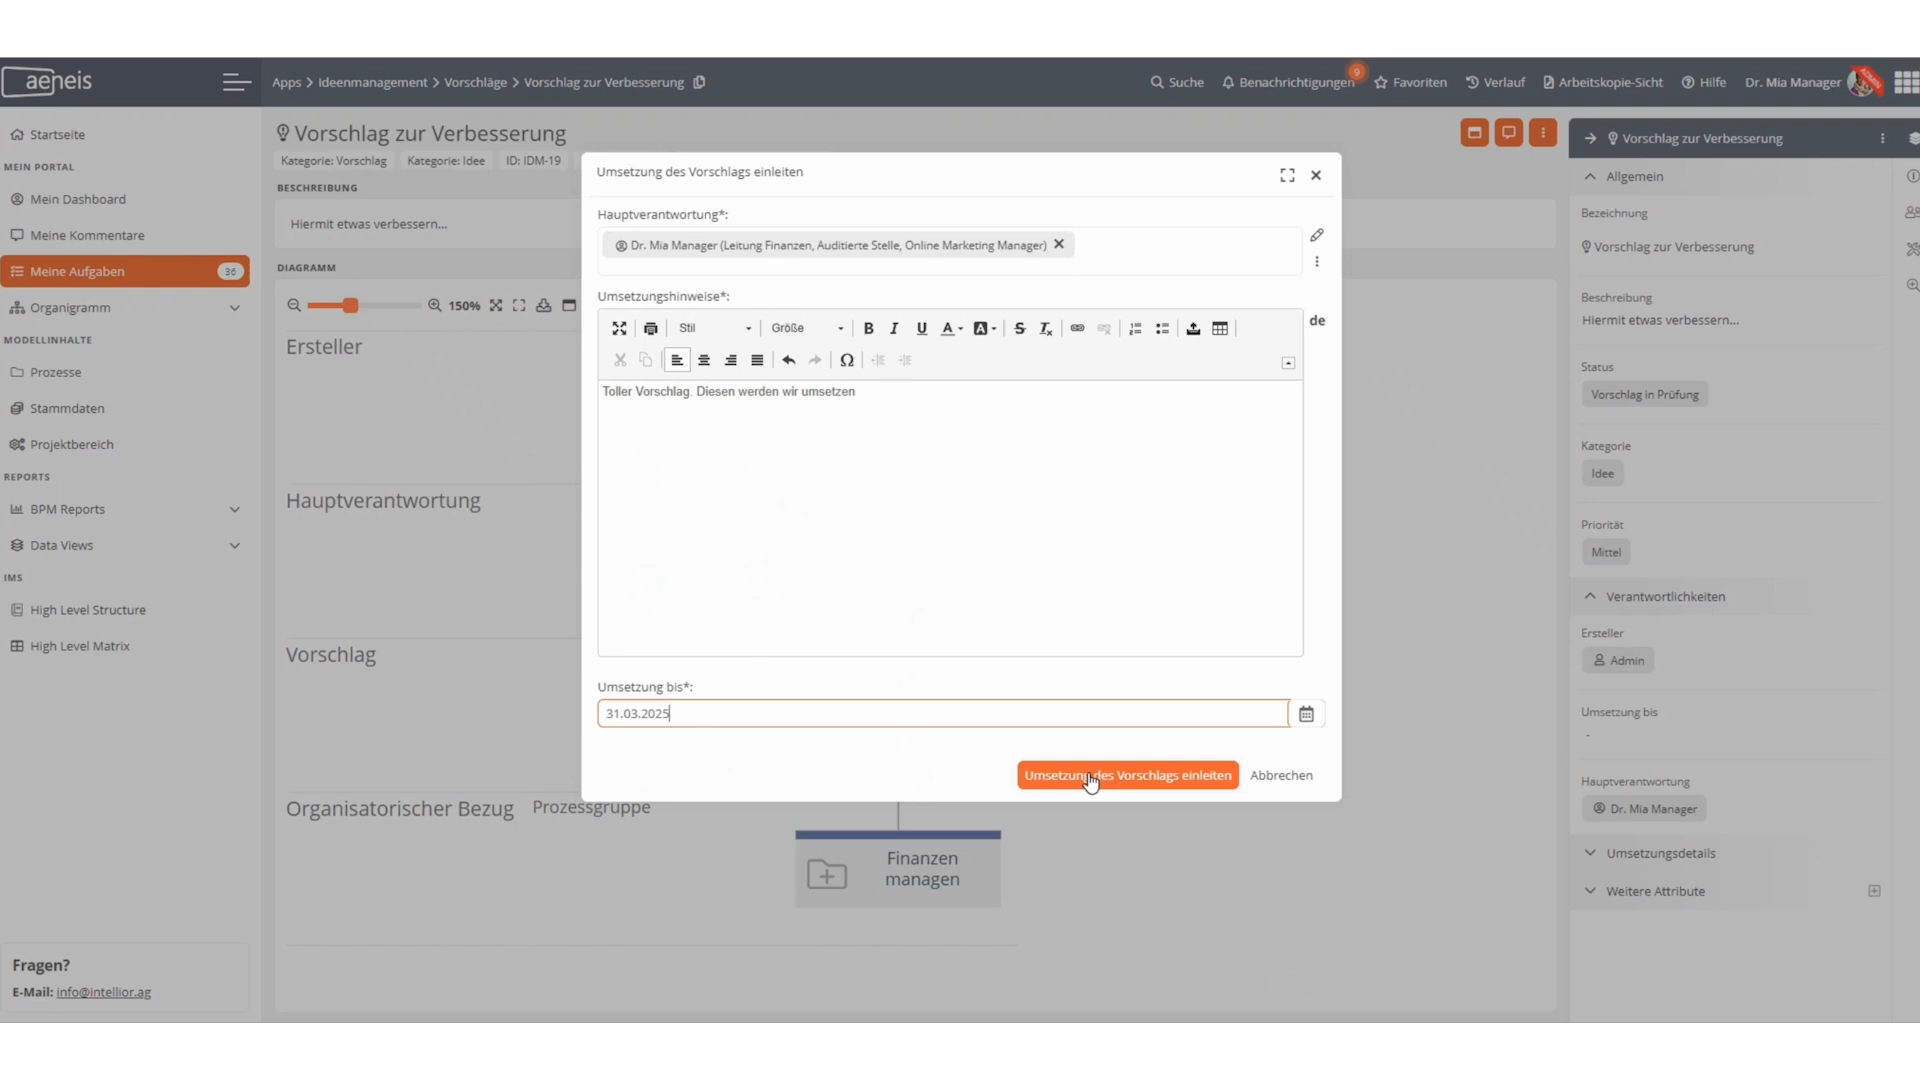 aeneis
Apps > Ideenmanagement > Vorschläge > Vorschlag zur Verbesserung
Suche
Benachrichtigungen
9
Favoriten
Verlauf
Arbeitskopie-Sicht
Hilfe
Dr. Mia Manager
ADMIN
Startseite
MEIN PORTAL
Mein Dashboard
Meine Kommentare
Meine Aufgaben
36
Organigramm
MODELLINHALTE
Prozesse
Stammdaten
Projektbereich
REPORTS
BPM Reports
Data Views
IMS
High Level Structure
High Level Matrix
Fragen?
E-Mail: info@intellior.ag
Vorschlag zur Verbesserung
Kategorie: Vorschlag
Kategorie: Idee
ID: IDM-19
BESCHREIBUNG
Hiermit etwas verbessern...
DIAGRAMM
150%
Ersteller
Hauptverantwortung
Vorschlag
Organisatorischer Bezug
Prozessgruppe
Finanzen
managen
Umsetzung des Vorschlags einleiten
Hauptverantwortung*:
Dr. Mia Manager (Leitung Finanzen, Auditierte Stelle, Online Marketing Manager)
Umsetzungshinweise*:
Stil
Größe
de
Toller Vorschlag. Diesen werden wir umsetzen
Umsetzung bis*:
31.03.2025
Umsetzung des Vorschlags einleiten
Abbrechen
Vorschlag zur Verbesserung
Allgemein
Bezeichnung
Vorschlag zur Verbesserung
Beschreibung
Hiermit etwas verbessern...
Status
Vorschlag in Prüfung
Kategorie
Idee
Priorität
Mittel
Verantwortlichkeiten
Ersteller
Admin
Umsetzung bis
-
Hauptverantwortung
Dr. Mia Manager
Umsetzungsdetails
Weitere Attribute